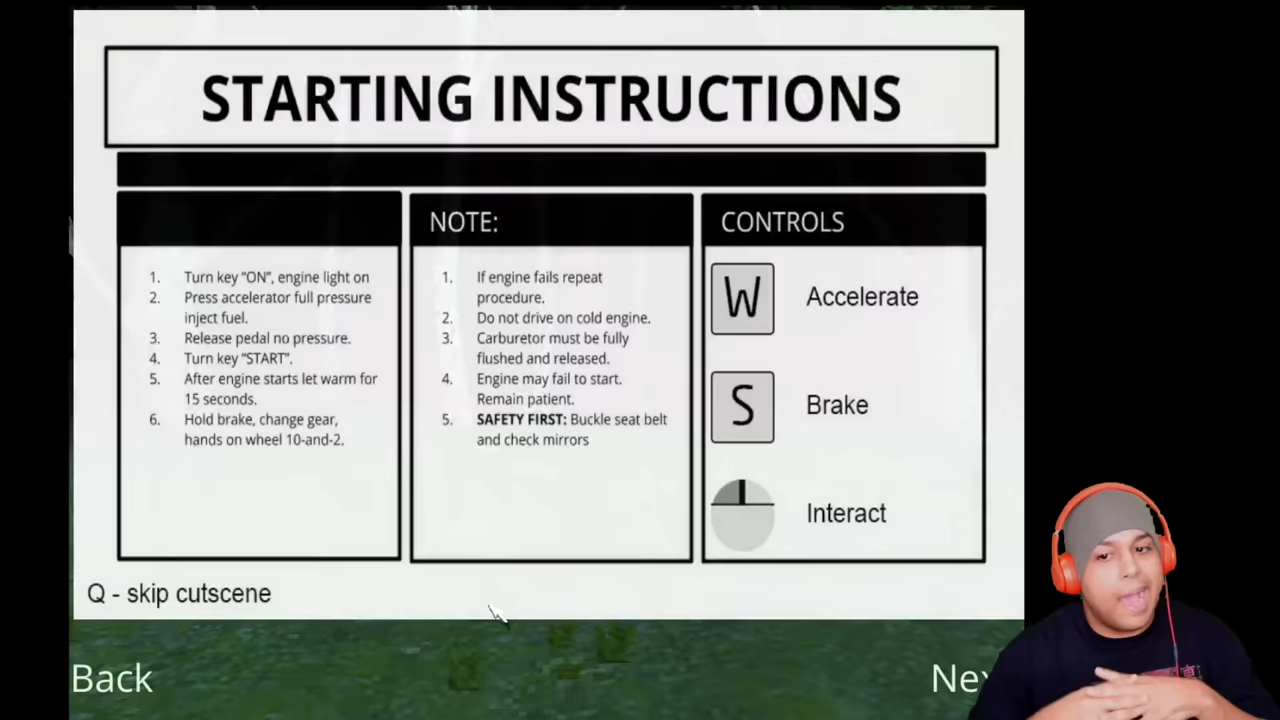 STARTING INSTRUCTIONS
1. Turn key "ON", engine light on
2. Press accelerator full pressure
inject fuel.
3. Release pedal no pressure.
4. Turn key "START".
5. After engine starts let warm for
15 seconds.
6. Hold brake, change gear,
hands on wheel 10-and-2.
NOTE:
1. If engine fails repeat
procedure.
2. Do not drive on cold engine.
3. Carburetor must be fully
flushed and released.
4. Engine may fail to start.
Remain patient.
5. SAFETY FIRST: Buckle seat belt
and check mirrors
CONTROLS
W Accelerate
S Brake
Interact
Q - skip cutscene
Back